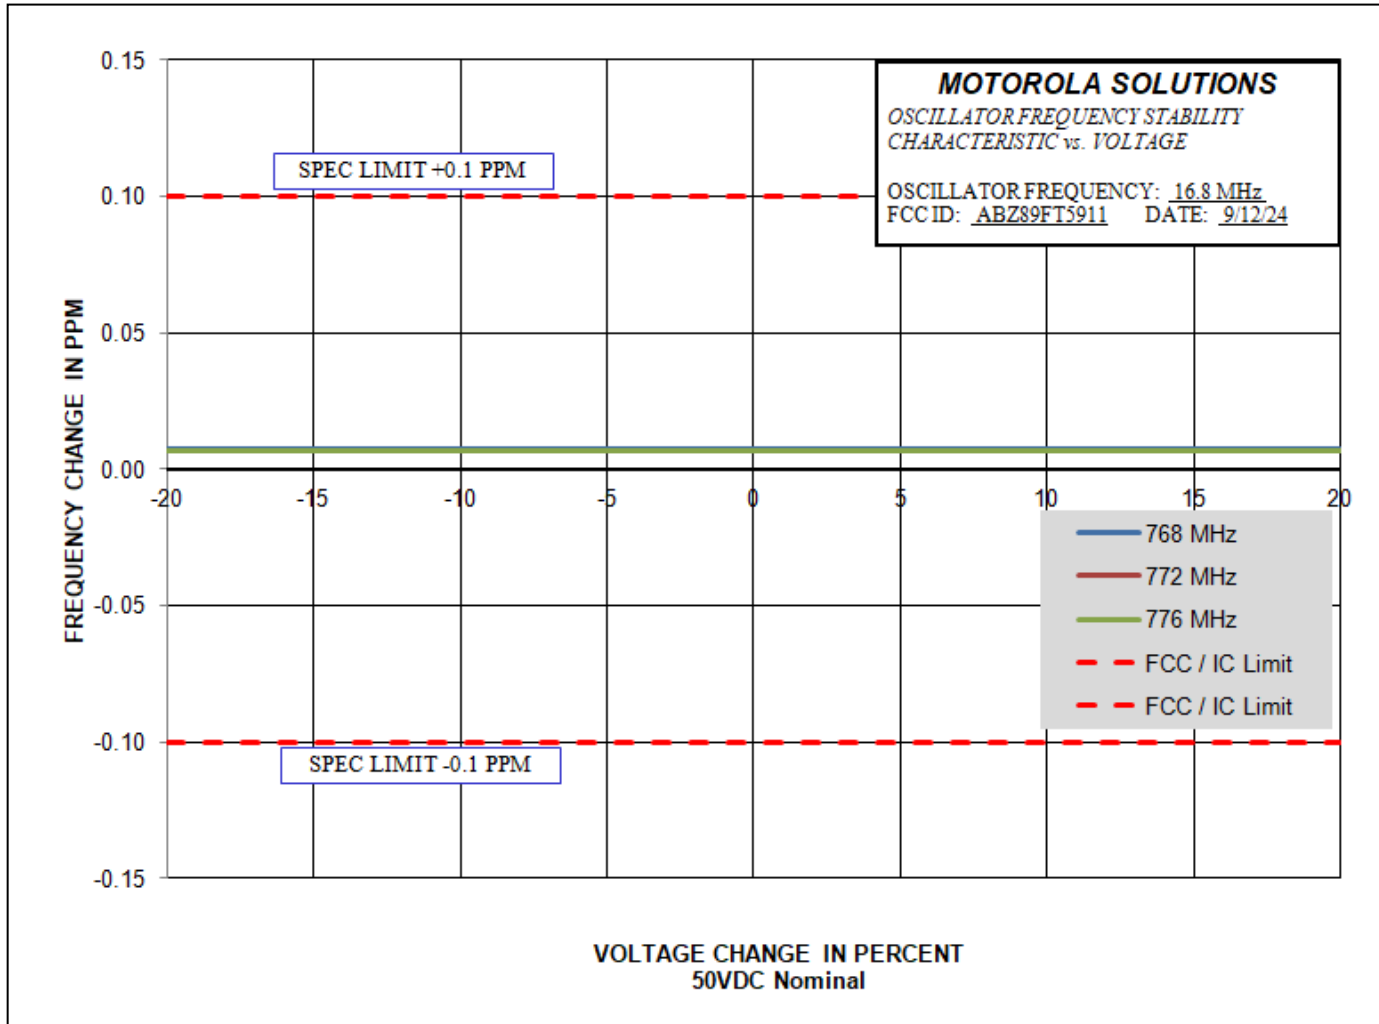 0.15
MOTOROLA SOLUTIONS
OSCILLATOR FREQUENCY STABILITY
CHARACTERISTIC vs. VOLTAGE
OSCILLATOR FREQUENCY: 16.8 MHz
FCC ID: ABZ89FT5911 DATE: 9/12/24
SPEC LIMIT +0.1 PPM
0.10
0.05
0.00
-20 -15 -10 -5 0 5 10 15 20
768 MHz
772 MHz
776 MHz
FCC / IC Limit
FCC / IC Limit
-0.05
-0.10
SPEC LIMIT -0.1 PPM
-0.15
FREQUENCY CHANGE IN PPM
VOLTAGE CHANGE IN PERCENT
50VDC Nominal